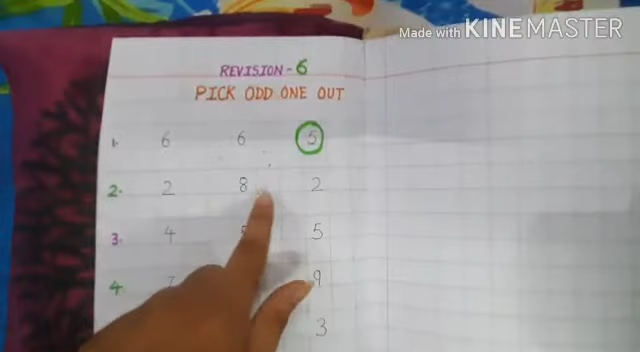 Made with KINEMASTER
REVISION - 6
PICK ODD ONE OUT
1. 6 6 5
2. 2 8 2
3. 4 5
4. 9
3